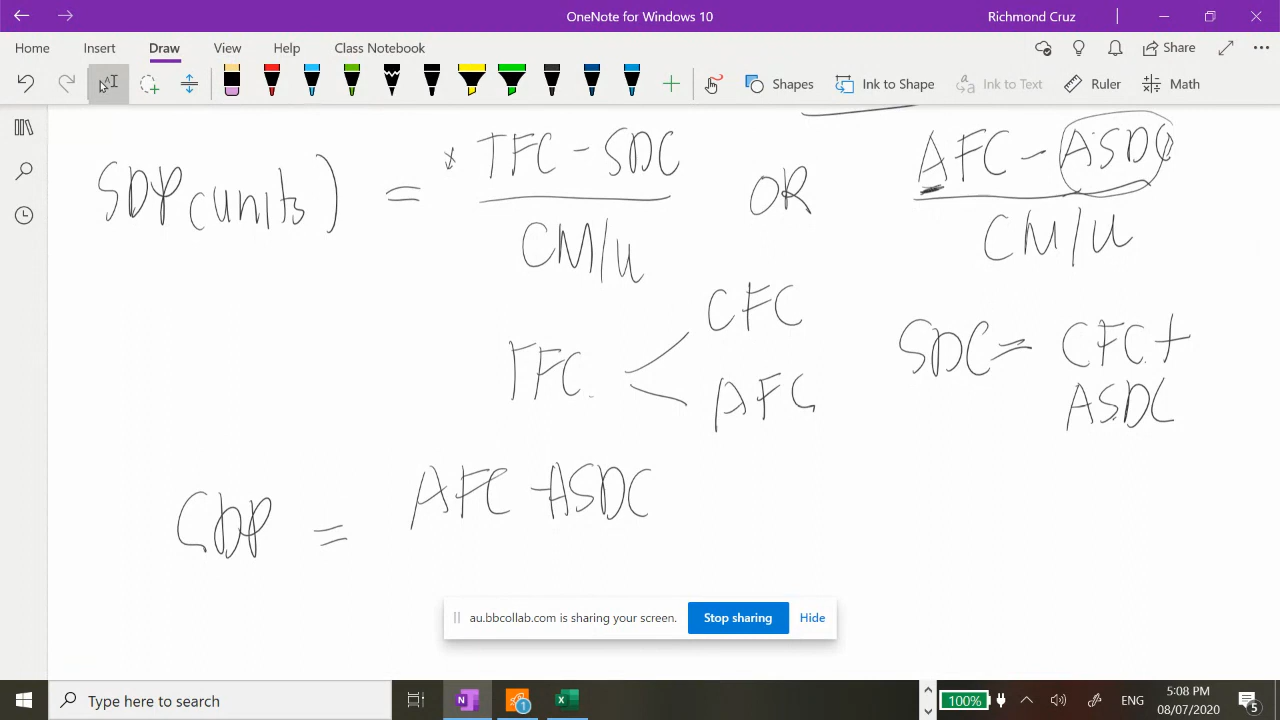 OneNote for Windows 10
Richmond Cruz
Home Insert Draw View Help Class Notebook Share
Shapes Ink to Shape Ink to Text Ruler Math
SDP (units) = TFC - SDC OR AFC - ASDC
CM/u CM/u
CFC
TFC < SDC = CFC +
AFC ASDC
SDP = AFC - ASDC
au.bbcollab.com is sharing your screen. Stop sharing Hide
Type here to search
1
100% ENG 5:08 PM
08/07/2020 5